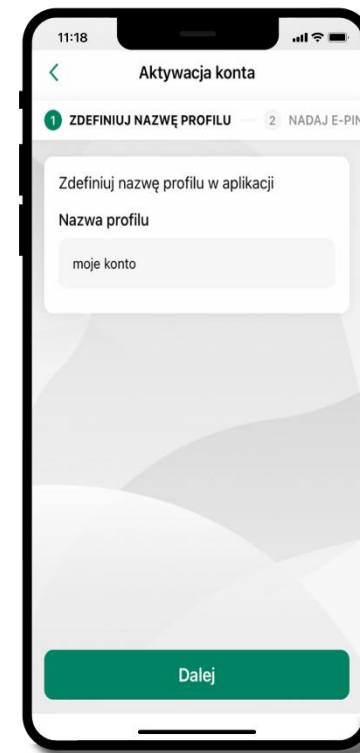 11:18
Aktywacja konta
1 ZDEFINIUJ NAZWĘ PROFILU 2 NADAJ E-PIN
Zdefiniuj nazwę profilu w aplikacji
Nazwa profilu
moje konto
Dalej